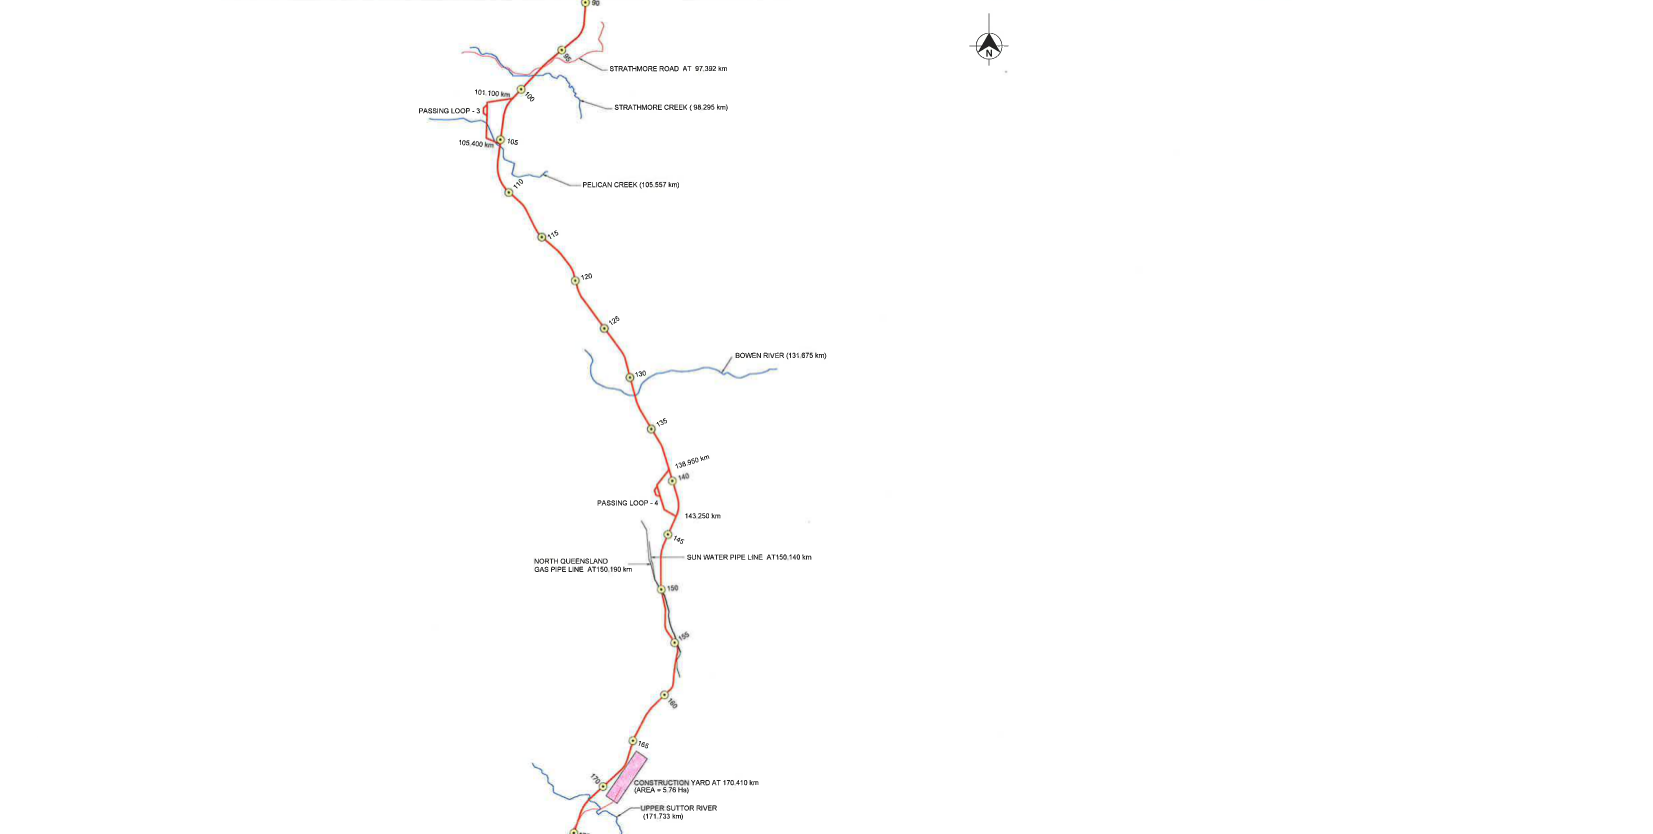 90
N
95
STRATHMORE ROAD  AT  97.392 km
100
101.100 km
STRATHMORE CREEK ( 98.295 km)
PASSING LOOP - 3
105
105.400 km
PELICAN CREEK (105.557 km)
110
115
120
125
BOWEN RIVER (131.675 km)
130
135
138.950 km
140
PASSING LOOP - 4
143.250 km
145
SUN WATER PIPE LINE  AT150.140 km
NORTH QUEENSLAND
GAS PIPE LINE  AT150.190 km
150
155
160
165
170
CONSTRUCTION YARD AT 170.410 km
(AREA = 5.76 Ha)
UPPER SUTTOR RIVER
(171.733 km)